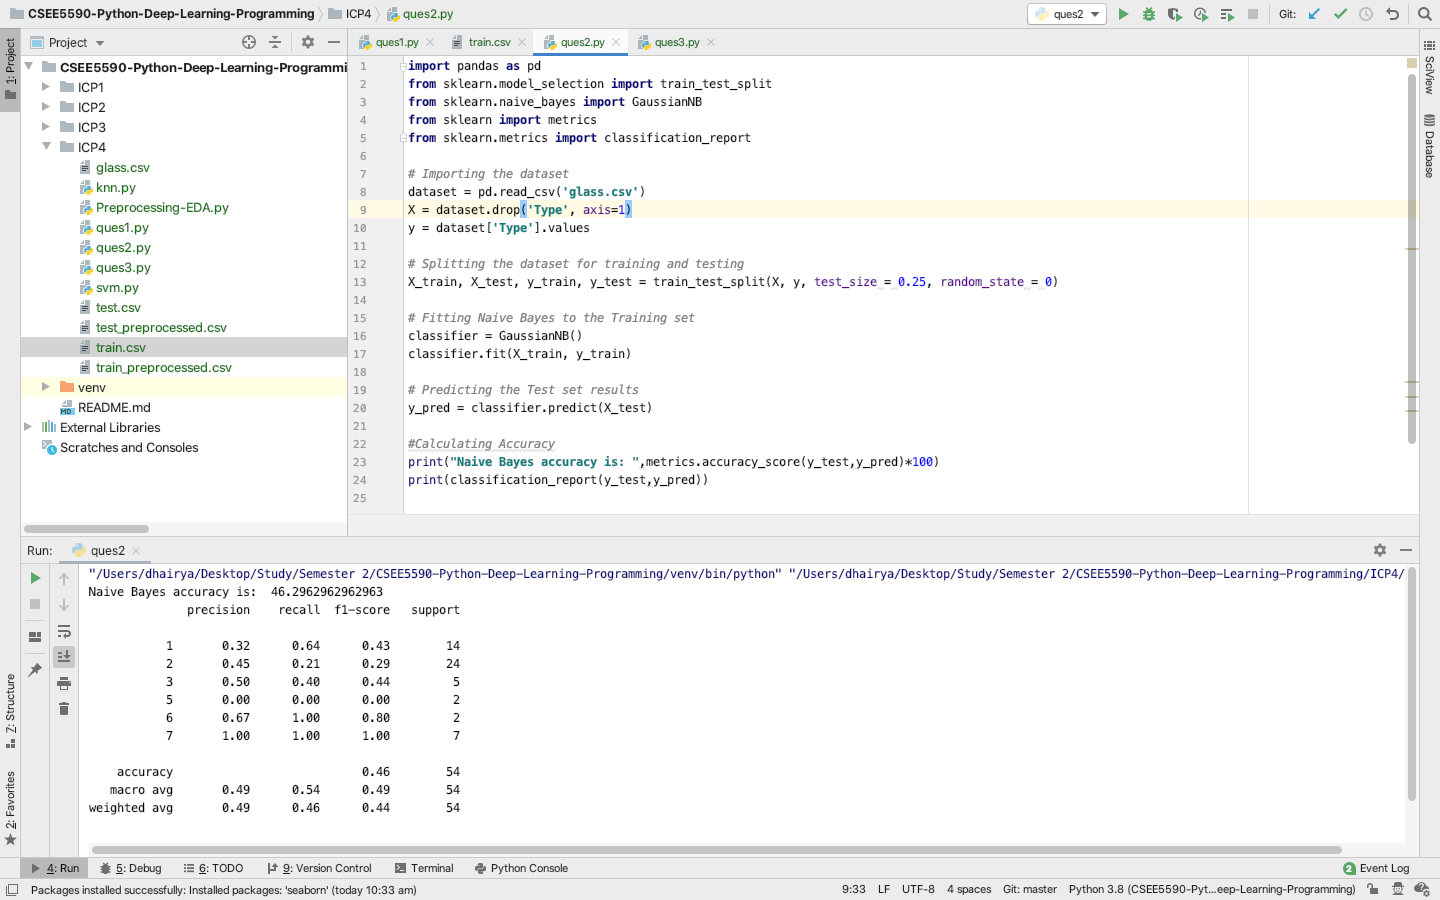 CSEE5590-Python-Deep-Learning-Programming ICP4 ques2.py ques2 Git:
Project
ques1.py train.csv ques2.py ques3.py
1: Project
CSEE5590-Python-Deep-Learning-Programmi
ICP1
ICP2
ICP3
ICP4
glass.csv
knn.py
Preprocessing-EDA.py
ques1.py
ques2.py
ques3.py
svm.py
test.csv
test_preprocessed.csv
train.csv
train_preprocessed.csv
venv
README.md
External Libraries
Scratches and Consoles
1 import pandas as pd
2 from sklearn.model_selection import train_test_split
3 from sklearn.naive_bayes import GaussianNB
4 from sklearn import metrics
5 from sklearn.metrics import classification_report
6
7 # Importing the dataset
8 dataset = pd.read_csv('glass.csv')
9 X = dataset.drop('Type', axis=1)
10 y = dataset['Type'].values
11
12 # Splitting the dataset for training and testing
13 X_train, X_test, y_train, y_test = train_test_split(X, y, test_size = 0.25, random_state = 0)
14
15 # Fitting Naive Bayes to the Training set
16 classifier = GaussianNB()
17 classifier.fit(X_train, y_train)
18
19 # Predicting the Test set results
20 y_pred = classifier.predict(X_test)
21
22 #Calculating Accuracy
23 print("Naive Bayes accuracy is: ",metrics.accuracy_score(y_test,y_pred)*100)
24 print(classification_report(y_test,y_pred))
25
SciView
Database
Run: ques2
"/Users/dhairya/Desktop/Study/Semester 2/CSEE5590-Python-Deep-Learning-Programming/venv/bin/python" "/Users/dhairya/Desktop/Study/Semester 2/CSEE5590-Python-Deep-Learning-Programming/ICP4/
Naive Bayes accuracy is:  46.2962962962963
precision recall f1-score support
1 0.32 0.64 0.43 14
2 0.45 0.21 0.29 24
3 0.50 0.40 0.44 5
5 0.00 0.00 0.00 2
6 0.67 1.00 0.80 2
7 1.00 1.00 1.00 7
accuracy 0.46 54
macro avg 0.49 0.54 0.49 54
weighted avg 0.49 0.46 0.44 54
Z: Structure
2: Favorites
4: Run 5: Debug 6: TODO 9: Version Control Terminal Python Console 2 Event Log
Packages installed successfully: Installed packages: 'seaborn' (today 10:33 am) 9:33 LF UTF-8 4 spaces Git: master Python 3.8 (CSEE5590-Pyt...eep-Learning-Programming)